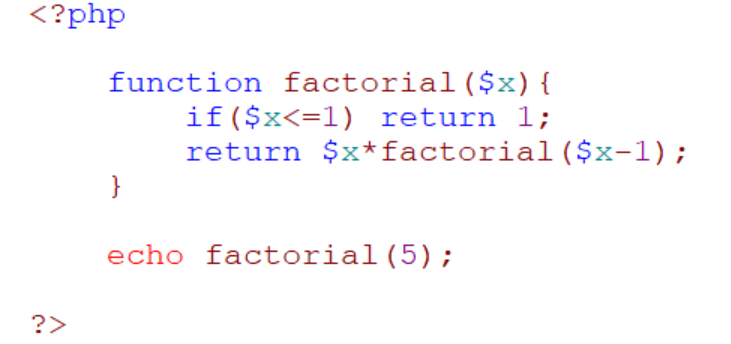 <?php
function factorial($x){
if($x<=1) return 1;
return $x*factorial($x-1);
}
echo factorial(5);
?>